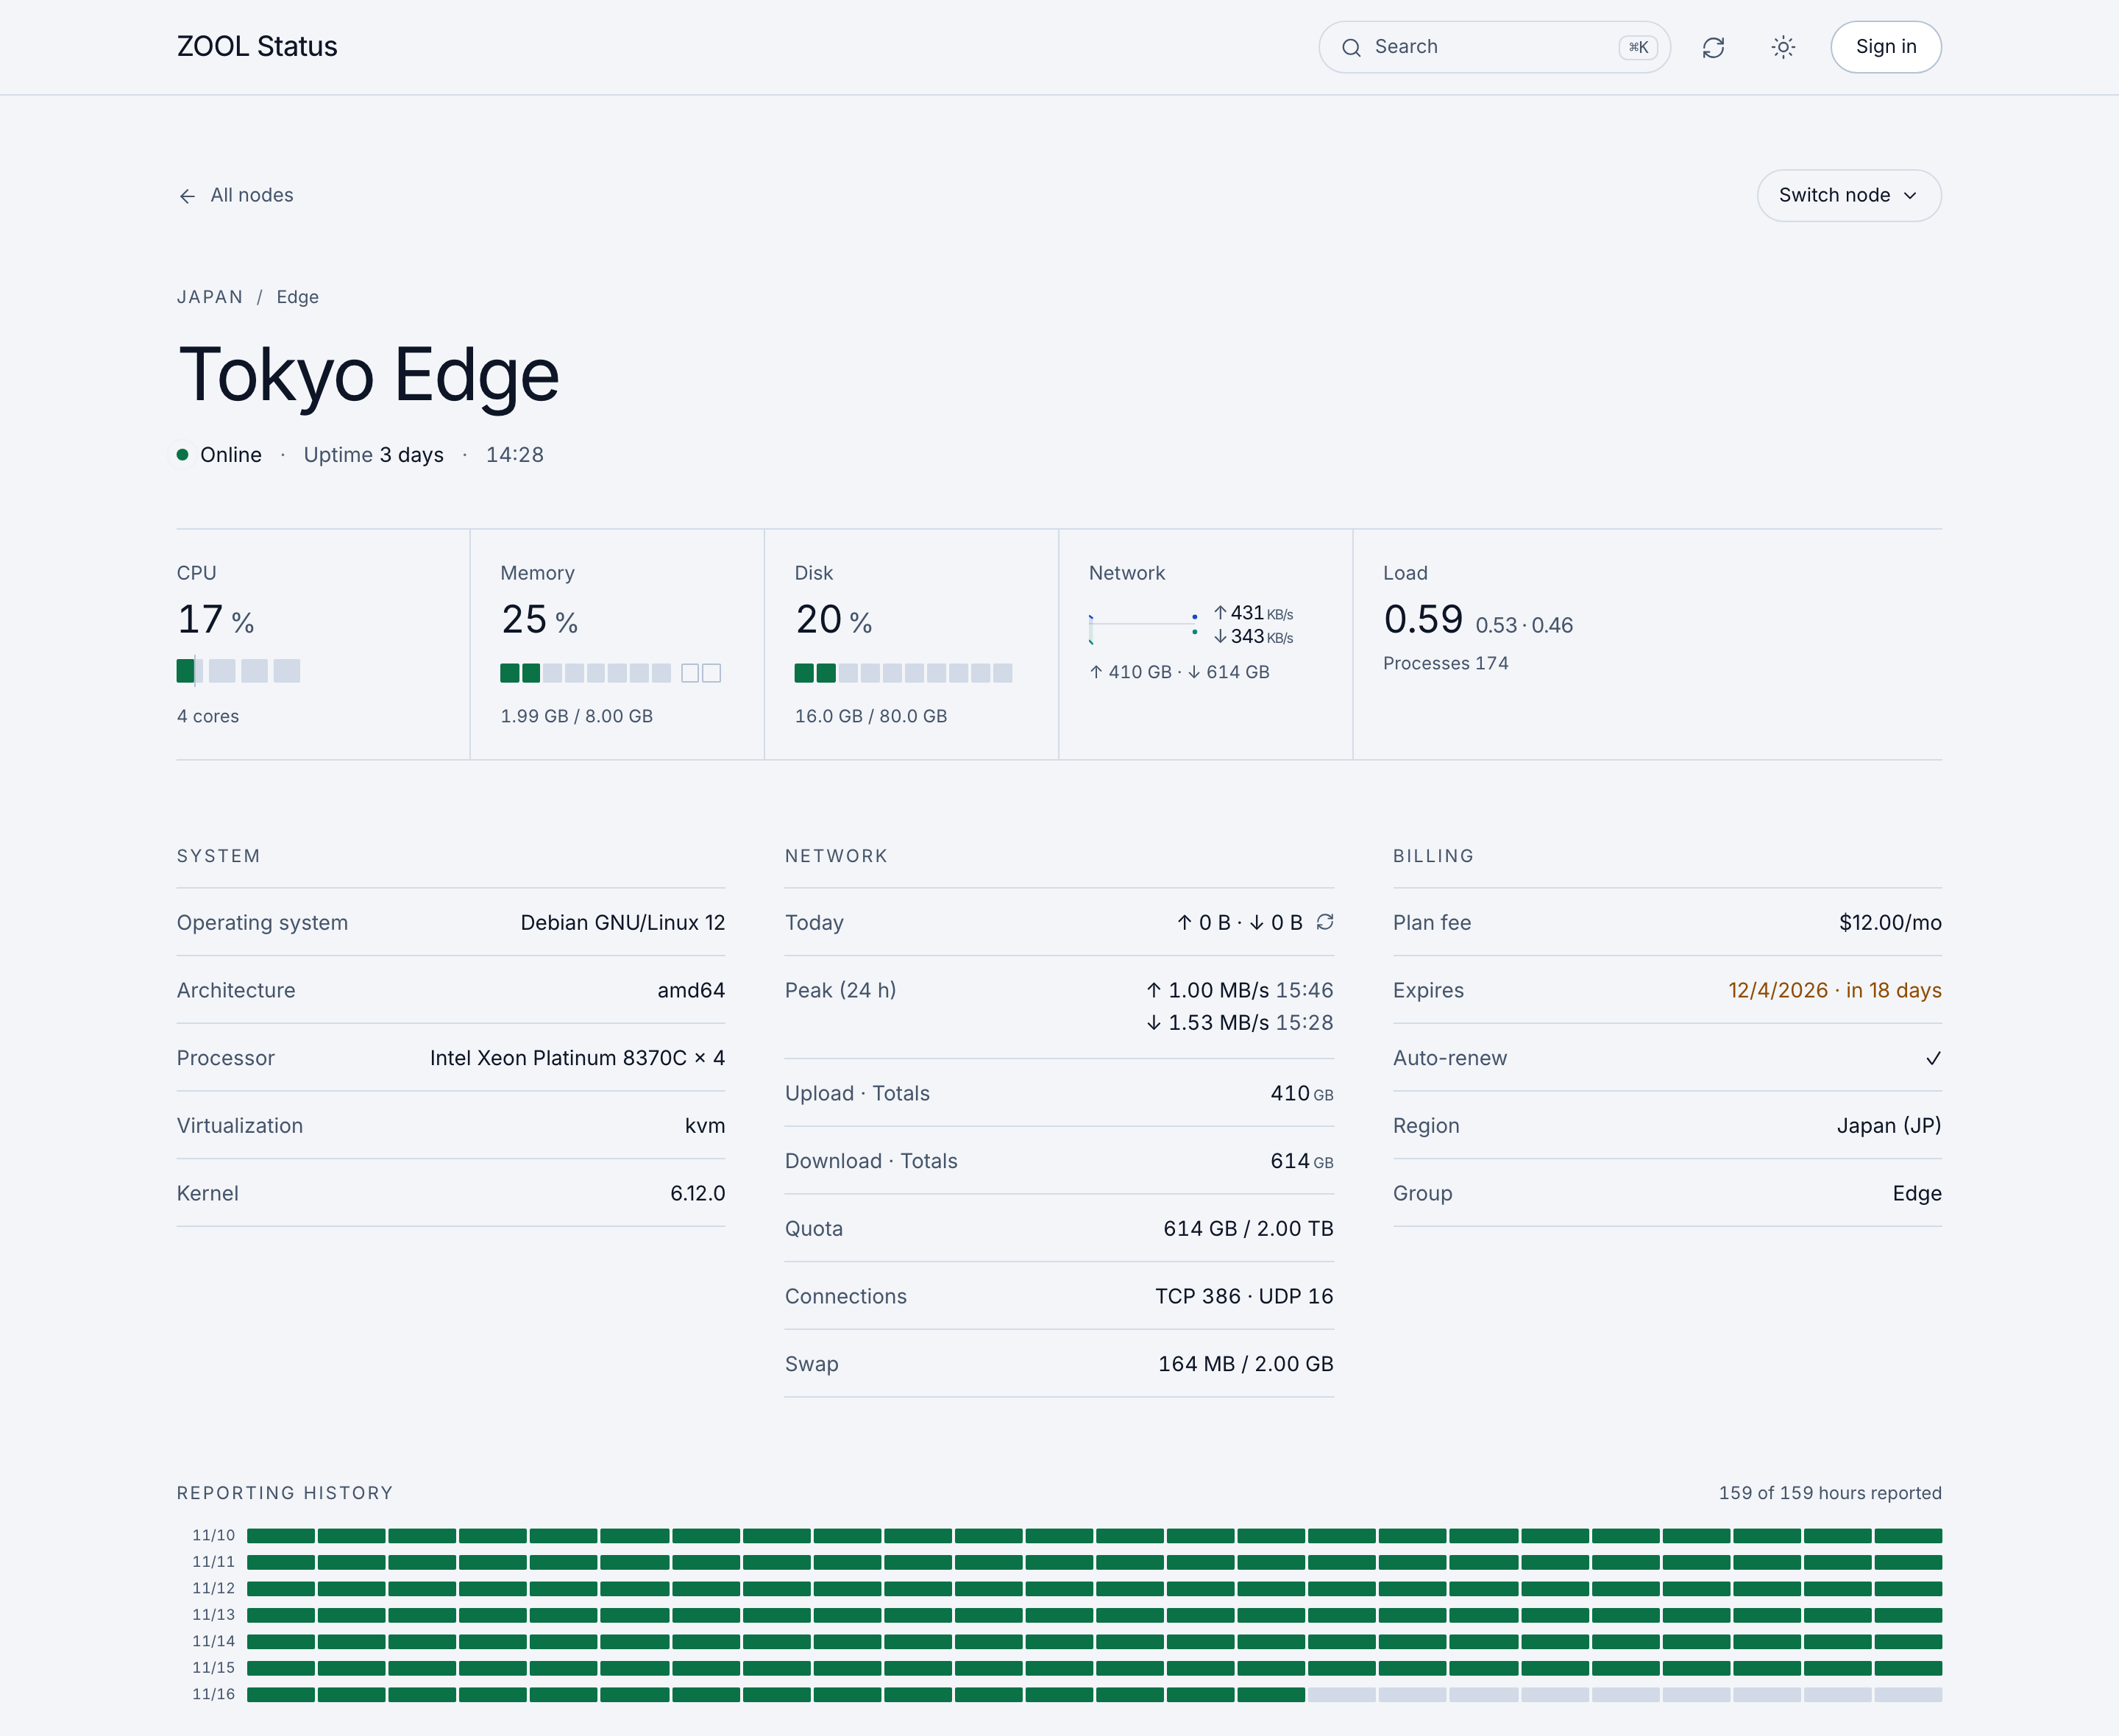 ZOOL Status
Search ⌘K Sign in
← All nodes
Switch node
JAPAN / Edge
Tokyo Edge
Online · Uptime 3 days · 14:28
CPU
17 %
4 cores
Memory
25 %
1.99 GB / 8.00 GB
Disk
20 %
16.0 GB / 80.0 GB
Network
↑ 431 KB/s
↓ 343 KB/s
↑ 410 GB · ↓ 614 GB
Load
0.59 0.53 · 0.46
Processes 174
SYSTEM
Operating system Debian GNU/Linux 12
Architecture amd64
Processor Intel Xeon Platinum 8370C × 4
Virtualization kvm
Kernel 6.12.0
NETWORK
Today ↑ 0 B · ↓ 0 B
Peak (24 h) ↑ 1.00 MB/s 15:46
↓ 1.53 MB/s 15:28
Upload · Totals 410 GB
Download · Totals 614 GB
Quota 614 GB / 2.00 TB
Connections TCP 386 · UDP 16
Swap 164 MB / 2.00 GB
BILLING
Plan fee $12.00/mo
Expires 12/4/2026 · in 18 days
Auto-renew ✓
Region Japan (JP)
Group Edge
REPORTING HISTORY 159 of 159 hours reported
11/10
11/11
11/12
11/13
11/14
11/15
11/16